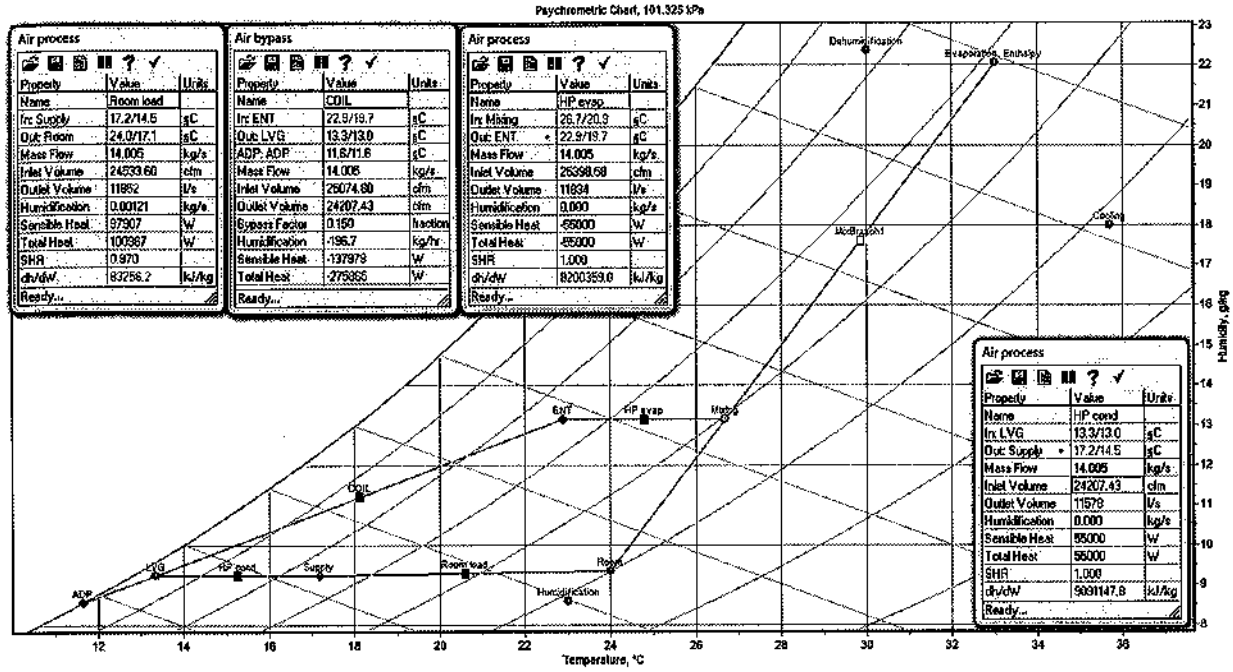 Psychrometric Chart, 101.325 kPa
Air process
Property Value Units
Name Room load
In: Supply 17.2/14.5 °C
Out: Room 24.0/17.1 °C
Mass Flow 14.005 kg/s
Inlet Volume 24533.60 cfm
Outlet Volume 11852 l/s
Humidification 0.00121 kg/s
Sensible Heat 97907 W
Total Heat 100967 W
SHR 0.970
dh/dW 83256.2 kJ/kg
Ready...
Air bypass
Property Value Units
Name COIL
In: ENT 22.9/19.7 °C
Out: LVG 13.3/13.0 °C
ADP: ADP 11.6/11.6 °C
Mass Flow 14.005 kg/s
Inlet Volume 26074.60 cfm
Outlet Volume 24207.43 cfm
Bypass Factor 0.150 fraction
Humidification -196.7 kg/hr
Sensible Heat -137978 W
Total Heat W
Ready...
Air process
Property Value Units
Name HP evap
In: Mixing 26.7/20.9 °C
Out: ENT 22.9/19.7 °C
Mass Flow 14.005 kg/s
Inlet Volume 26398.68 cfm
Outlet Volume 11834 l/s
Humidification 0.000 kg/s
Sensible Heat -55000 W
Total Heat -55000 W
SHR 1.000
dh/dW 8200359.0 kJ/kg
Ready...
Air process
Property Value Units
Name HP cond
In: LVG 13.3/13.0 °C
Out: Supply 17.2/14.5 °C
Mass Flow 14.005 kg/s
Inlet Volume 24207.43 cfm
Outlet Volume 11578 l/s
Humidification 0.000 kg/s
Sensible Heat 55000 W
Total Heat 55000 W
SHR 1.000
dh/dW 9091147.8 kJ/kg
Ready...
Dehumidification
Evaporation, Enthalpy
Cooling
ENT
HP evap
Mixing
COIL
LVG
HP cond
Supply
Room load
Room
ADP
Humidification
23
22
21
20
19
18
17
16
15
14
13
12
11
10
9
8
Humidity, g/kg
12 14 16 18 20 22 24 26 28 30 32 34 36
Temperature, °C